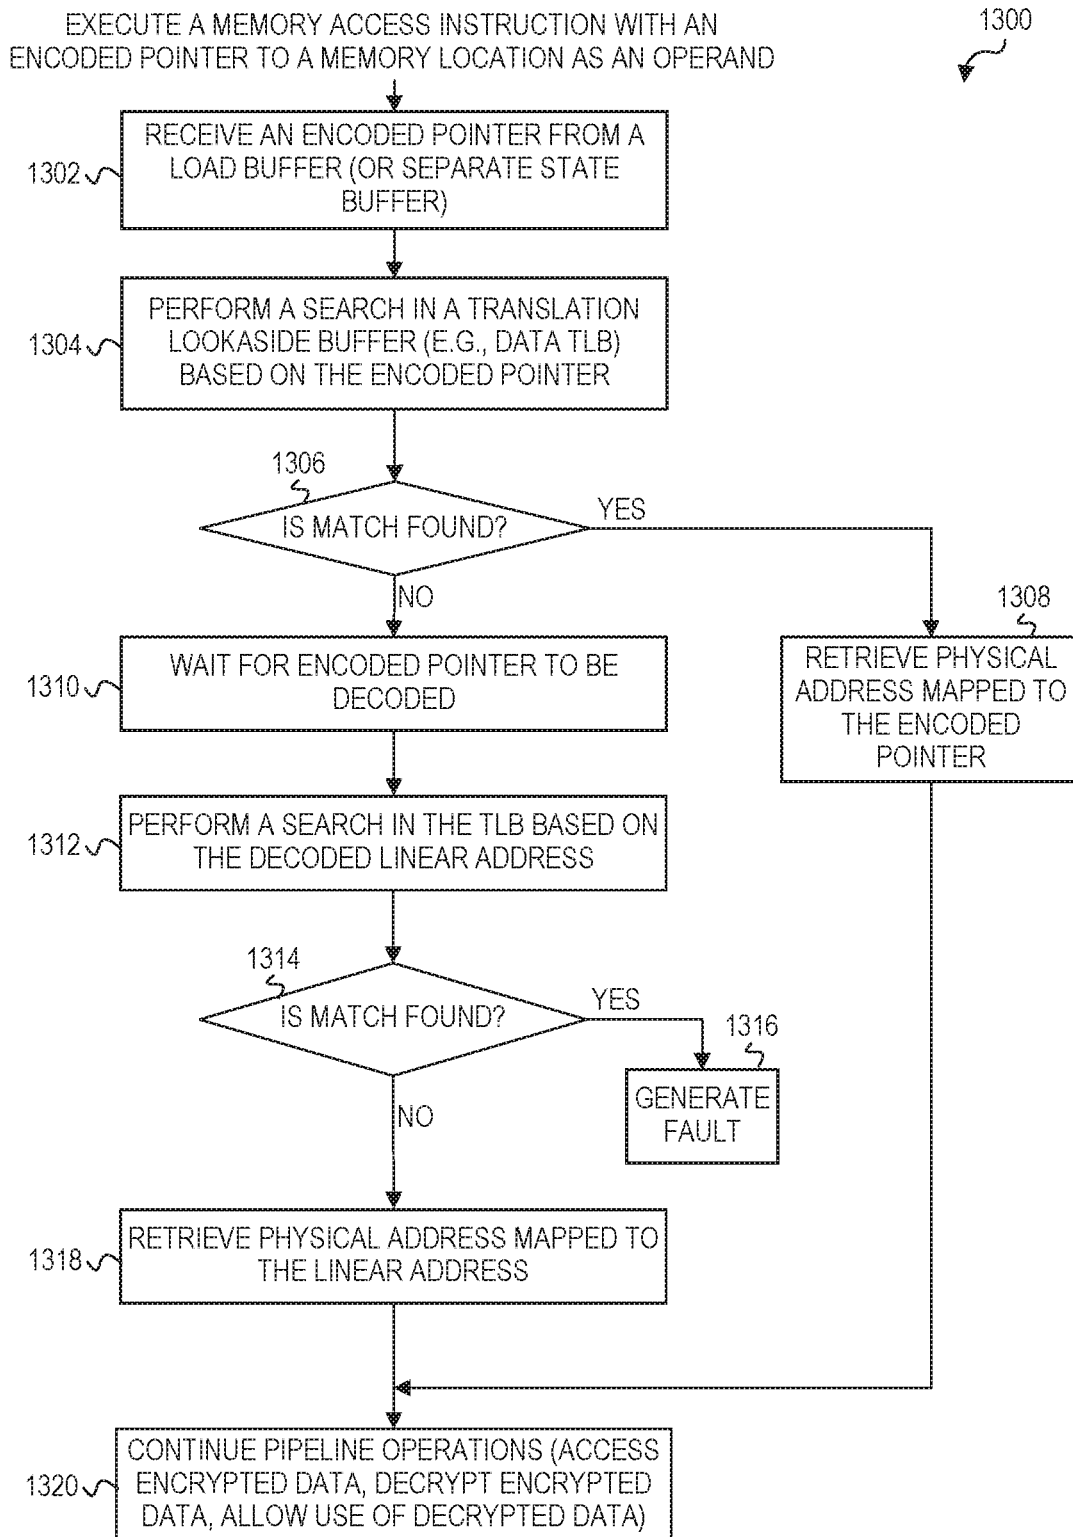 EXECUTE A MEMORY ACCESS INSTRUCTION WITH AN
ENCODED POINTER TO A MEMORY LOCATION AS AN OPERAND
1300
1302
RECEIVE AN ENCODED POINTER FROM A
LOAD BUFFER (OR SEPARATE STATE
BUFFER)
1304
PERFORM A SEARCH IN A TRANSLATION
LOOKASIDE BUFFER (E.G., DATA TLB)
BASED ON THE ENCODED POINTER
1306
IS MATCH FOUND?
YES
NO
1308
RETRIEVE PHYSICAL
ADDRESS MAPPED TO
THE ENCODED
POINTER
1310
WAIT FOR ENCODED POINTER TO BE
DECODED
1312
PERFORM A SEARCH IN THE TLB BASED ON
THE DECODED LINEAR ADDRESS
1314
IS MATCH FOUND?
YES
NO
1316
GENERATE
FAULT
1318
RETRIEVE PHYSICAL ADDRESS MAPPED TO
THE LINEAR ADDRESS
1320
CONTINUE PIPELINE OPERATIONS (ACCESS
ENCRYPTED DATA, DECRYPT ENCRYPTED
DATA, ALLOW USE OF DECRYPTED DATA)